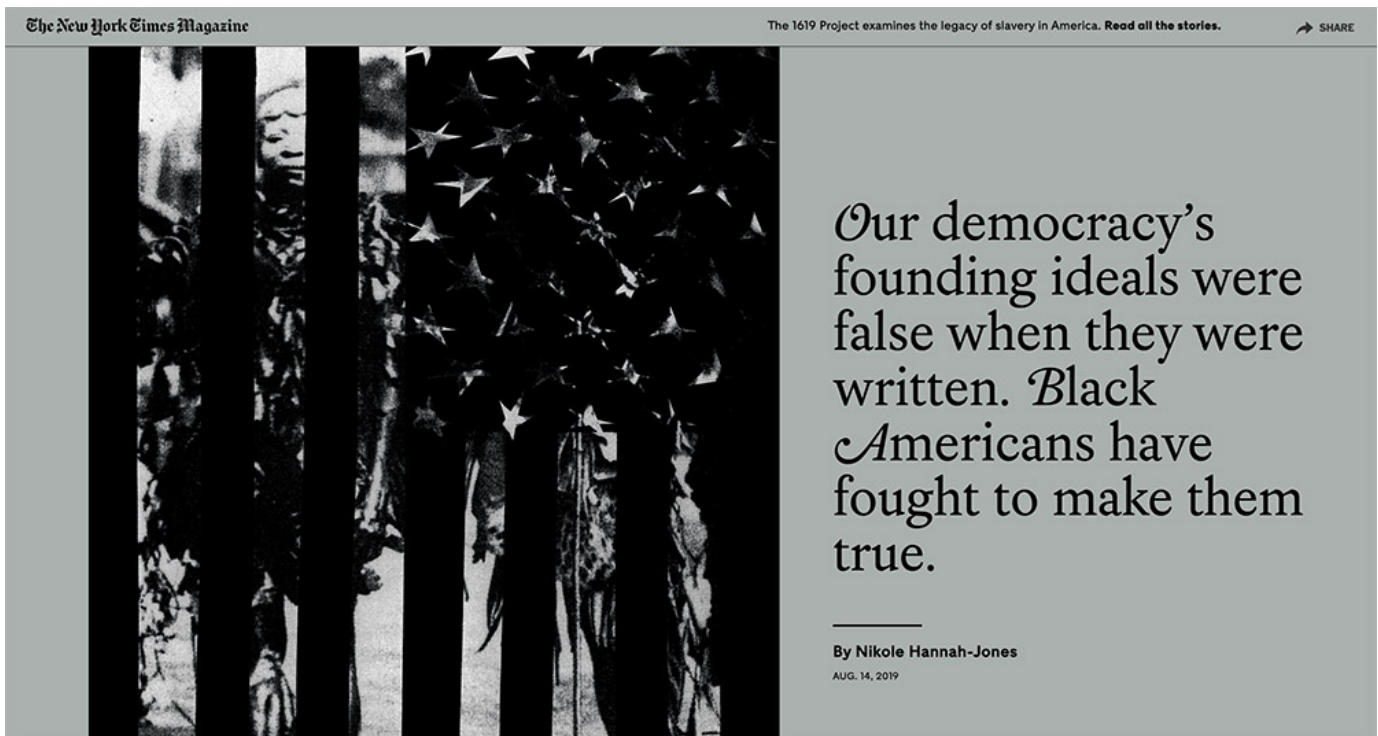 The New York Times Magazine
The 1619 Project examines the legacy of slavery in America. Read all the stories.
SHARE
Our democracy’s
founding ideals were
false when they were
written. Black
Americans have
fought to make them
true.
By Nikole Hannah-Jones
AUG. 14, 2019